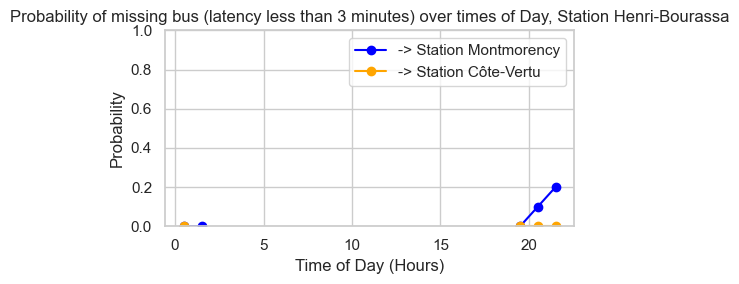 Probability of missing bus (latency less than 3 minutes) over times of Day, Station Henri-Bourassa
1.0
0.8
0.6
0.4
0.2
0.0
Probability
-> Station Montmorency
-> Station Côte-Vertu
0
5
10
15
20
Time of Day (Hours)